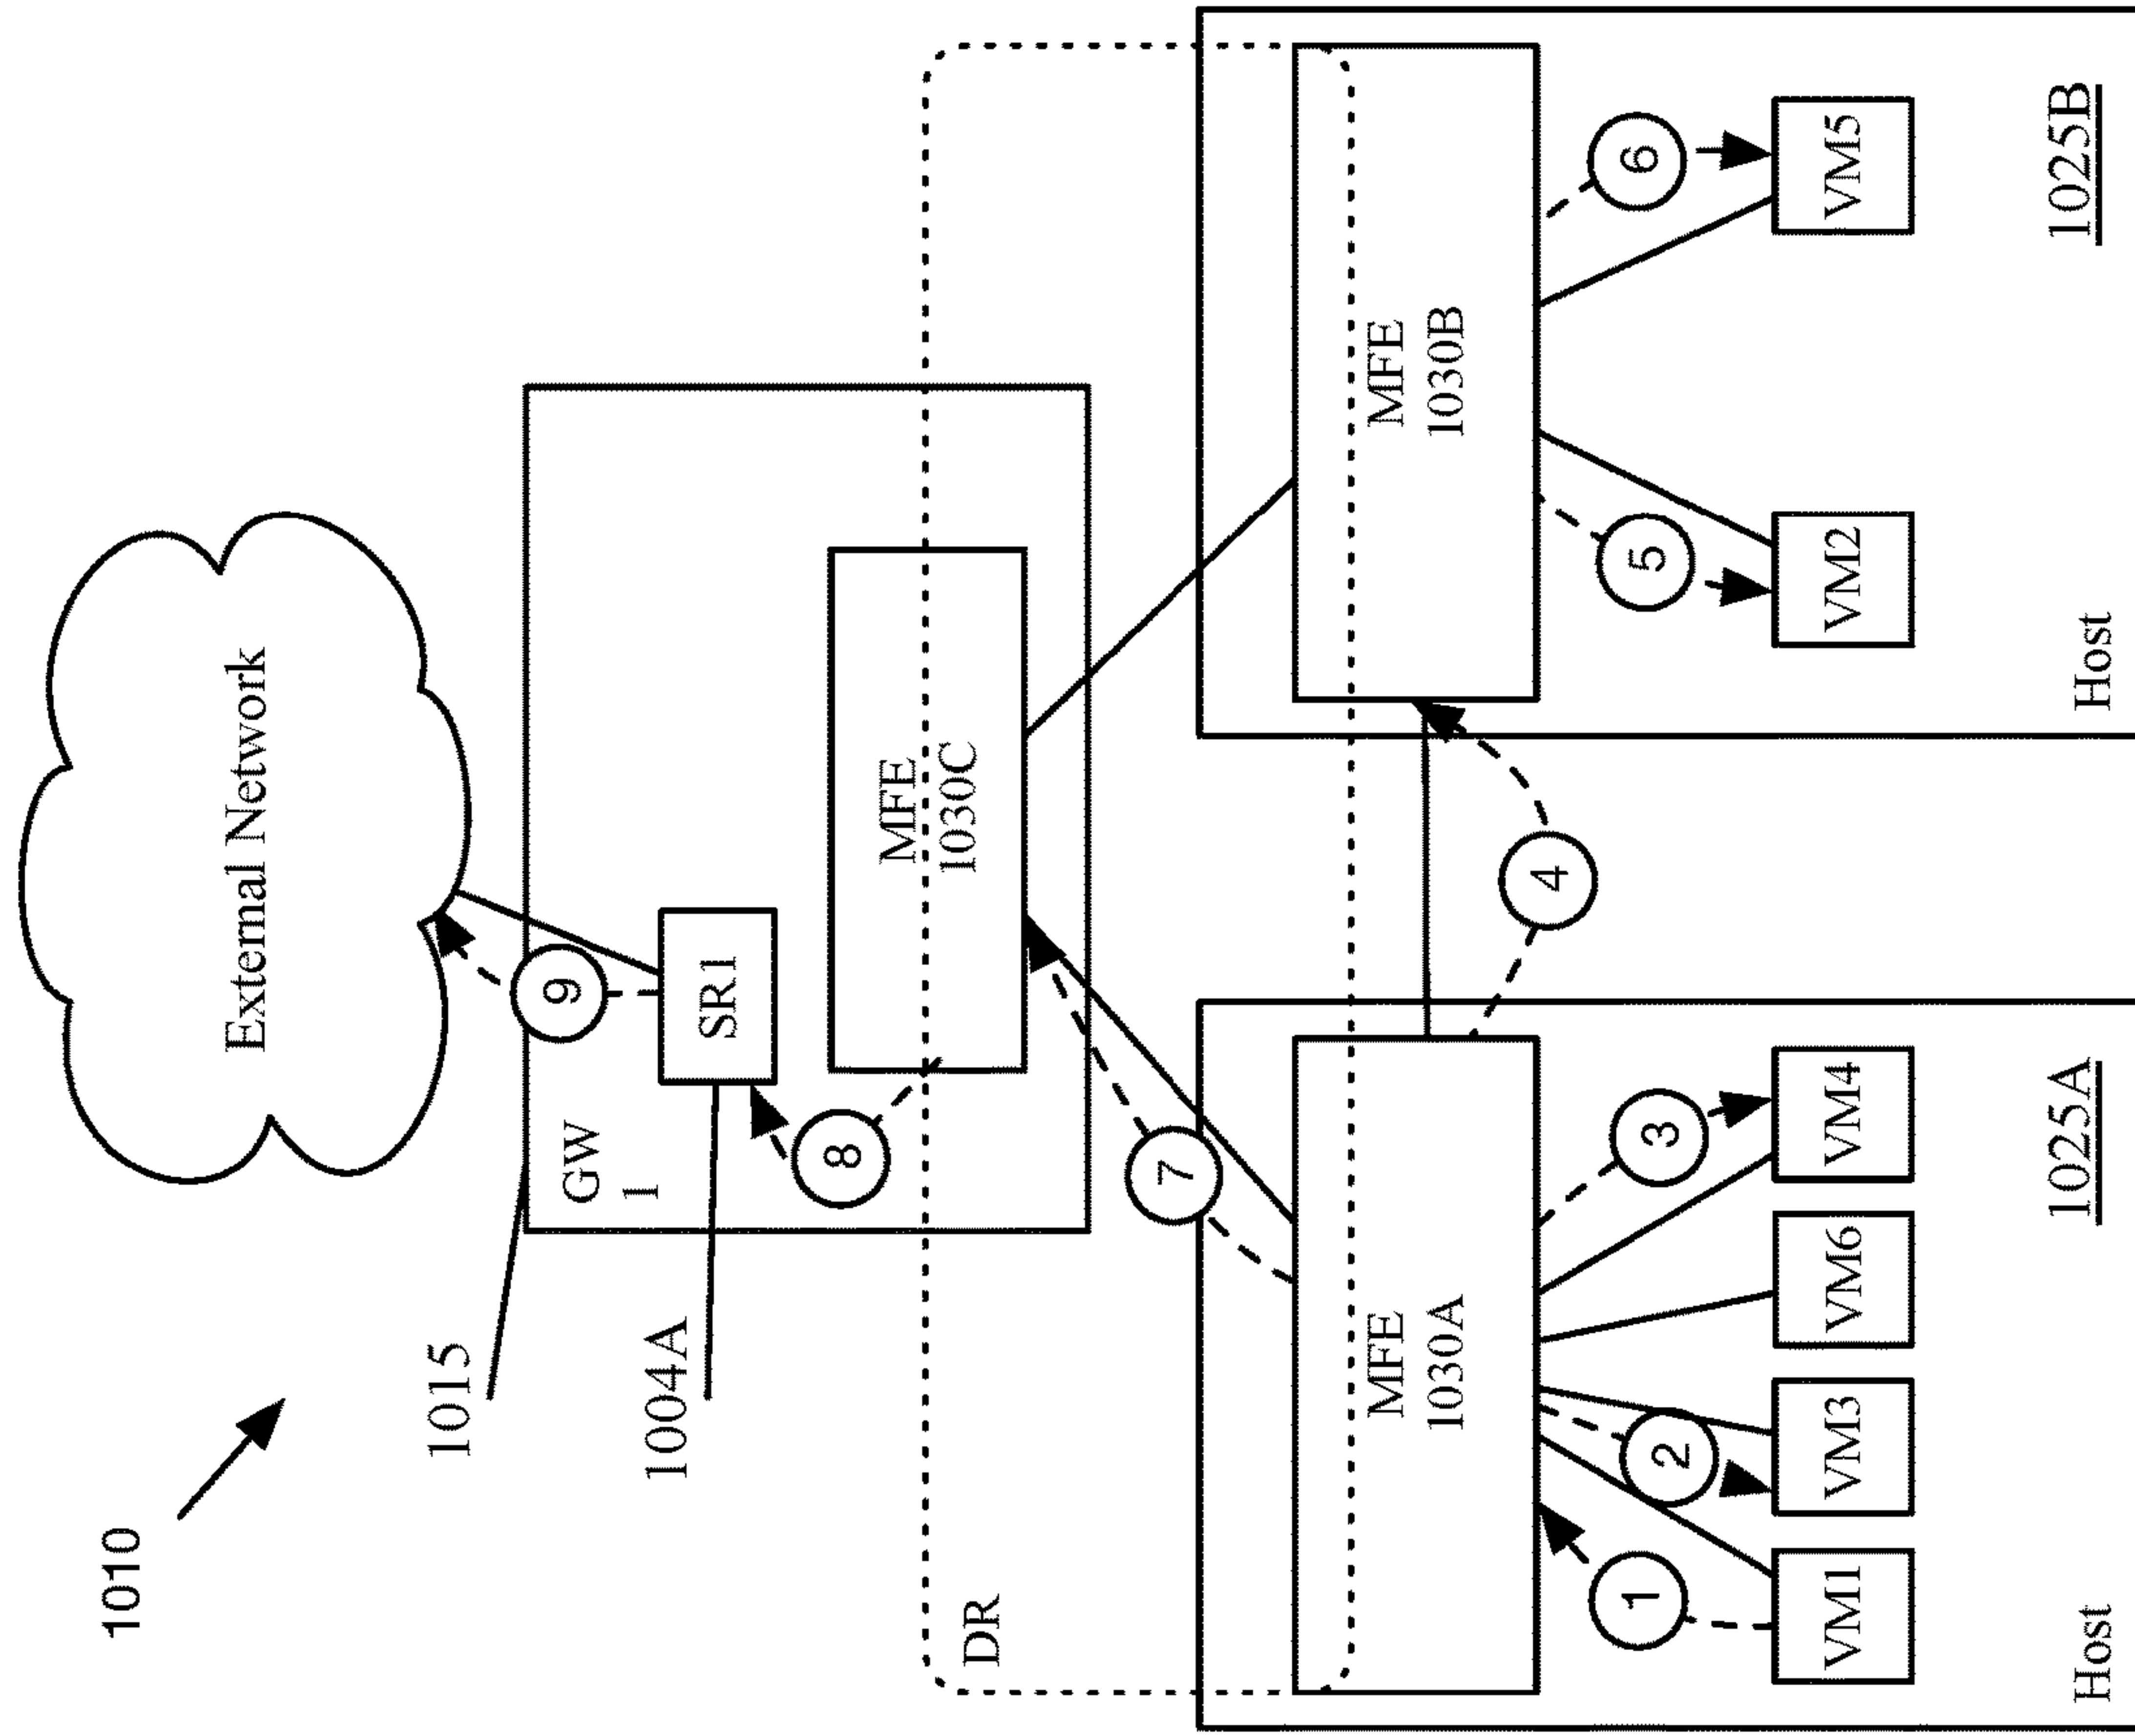 1010
External Network
1015
1004A
GW
1
9
SR1
8
MFE
1030C
DR
7
MFE
1030A
4
MFE
1030B
1
2
3
5
6
VM1
VM3
VM6
VM4
VM2
VM5
Host
1025A
Host
1025B